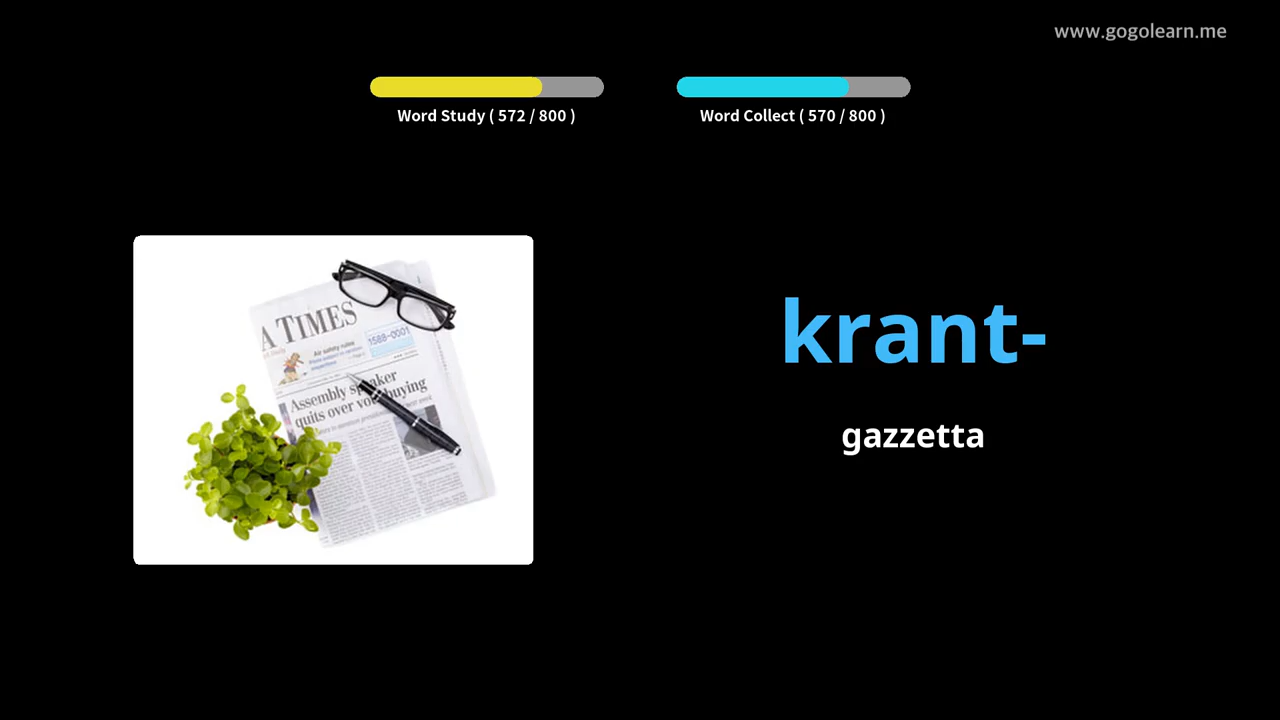 www.gogolearn.me
Word Study ( 572 / 800 )
Word Collect ( 570 / 800 )
A TIMES
Air safety rules
1588-0001
Assembly speaker
quits over vote-buying
krant-
gazzetta